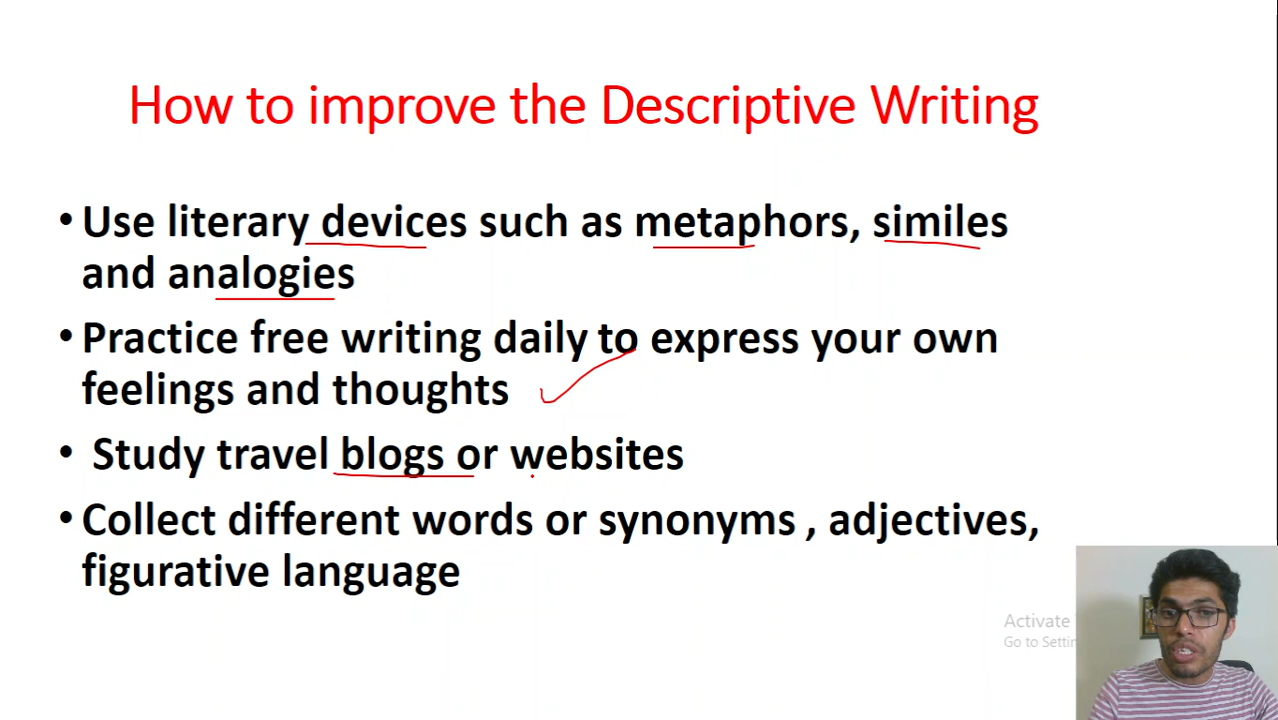 How to improve the Descriptive Writing
• Use literary devices such as metaphors, similes
and analogies
• Practice free writing daily to express your own
feelings and thoughts
• Study travel blogs or websites
• Collect different words or synonyms , adjectives,
figurative language
Activate
Go to Settin